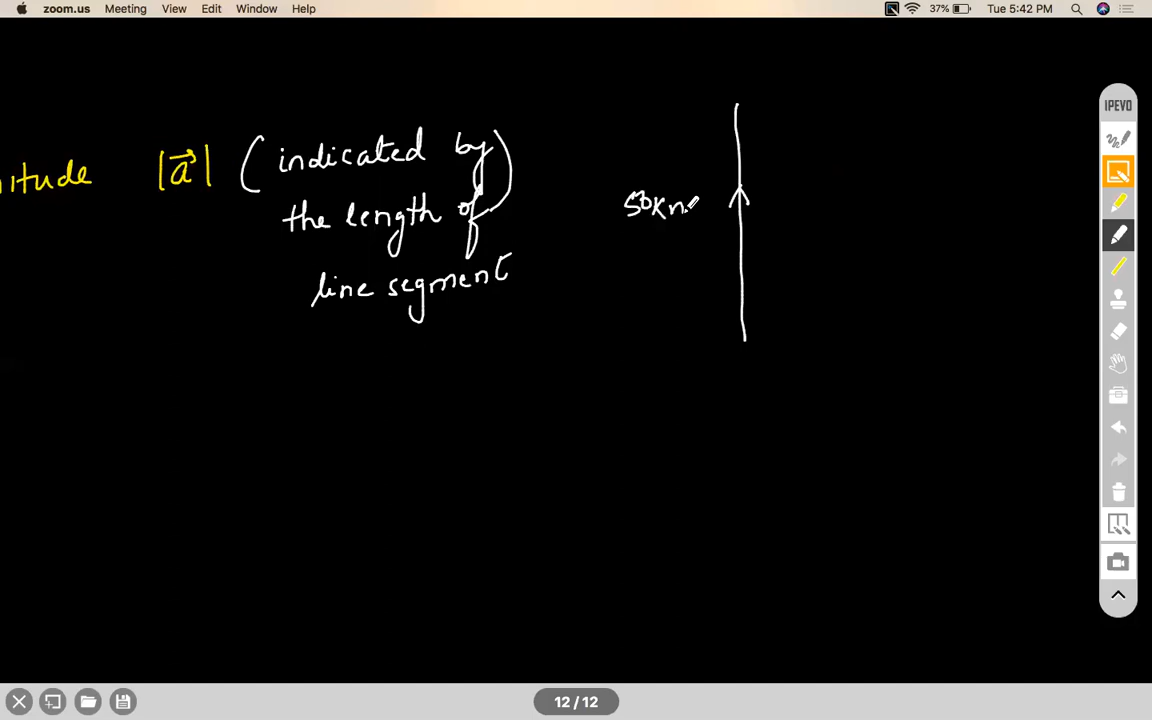 zoom.us Meeting View Edit Window Help 37% Tue 5:42 PM
IPEVO
itude |a⃗| (indicated by
the length of)
line segment
50Kn
12/12